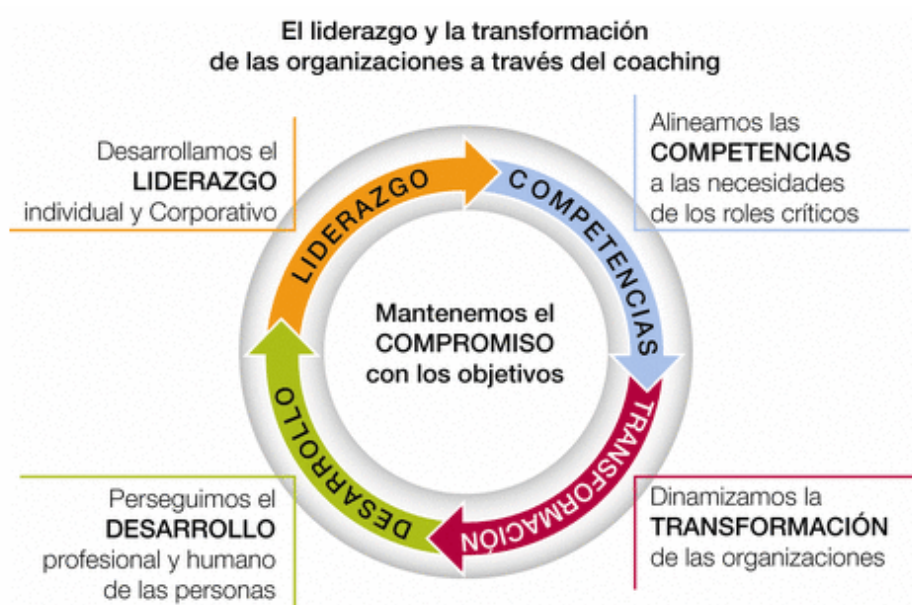 El liderazgo y la transformación
de las organizaciones a través del coaching
Desarrollamos el
LIDERAZGO
individual y Corporativo
Alineamos las
COMPETENCIAS
a las necesidades
de los roles críticos
LIDERAZGO
COMPETENCIAS
Mantenemos el
COMPROMISO
con los objetivos
DESARROLLO
TRANSFORMACIÓN
Perseguimos el
DESARROLLO
profesional y humano
de las personas
Dinamizamos la
TRANSFORMACIÓN
de las organizaciones